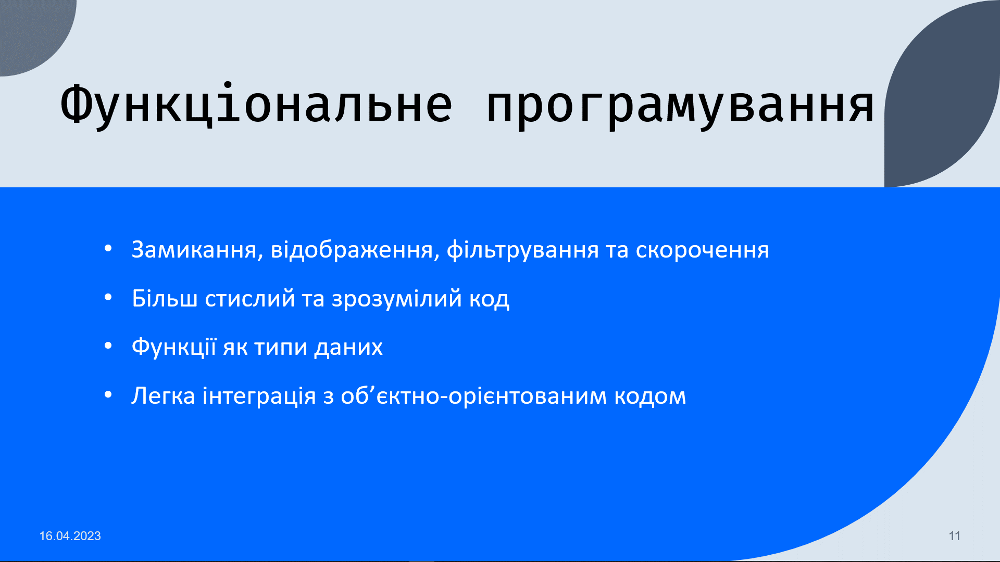 Функціональне програмування
• Замикання, відображення, фільтрування та скорочення
• Більш стислий та зрозумілий код
• Функції як типи даних
• Легка інтеграція з об’єктно-орієнтованим кодом
16.04.2023
11